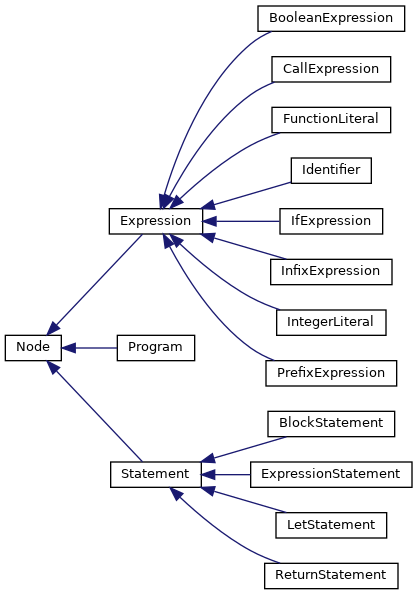 BooleanExpression
CallExpression
FunctionLiteral
Identifier
Expression
IfExpression
InfixExpression
IntegerLiteral
Node
Program
PrefixExpression
BlockStatement
Statement
ExpressionStatement
LetStatement
ReturnStatement